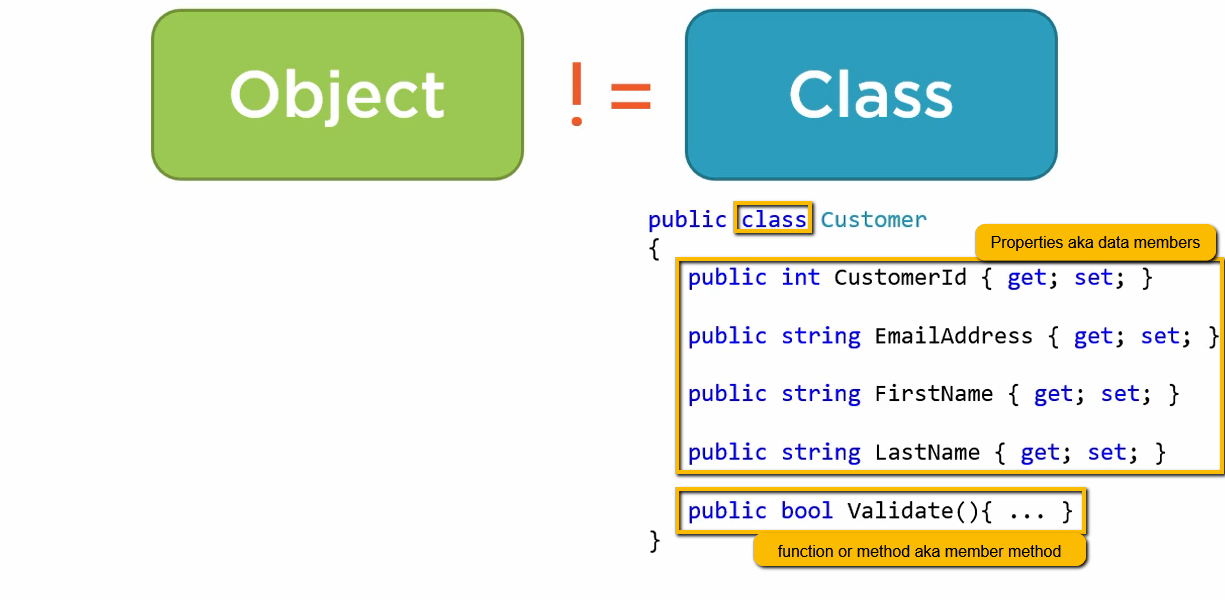 Object != Class
public class Customer
{
Properties aka data members
public int CustomerId { get; set; }
public string EmailAddress { get; set; }
public string FirstName { get; set; }
public string LastName { get; set; }
public bool Validate(){ ... }
}
function or method aka member method